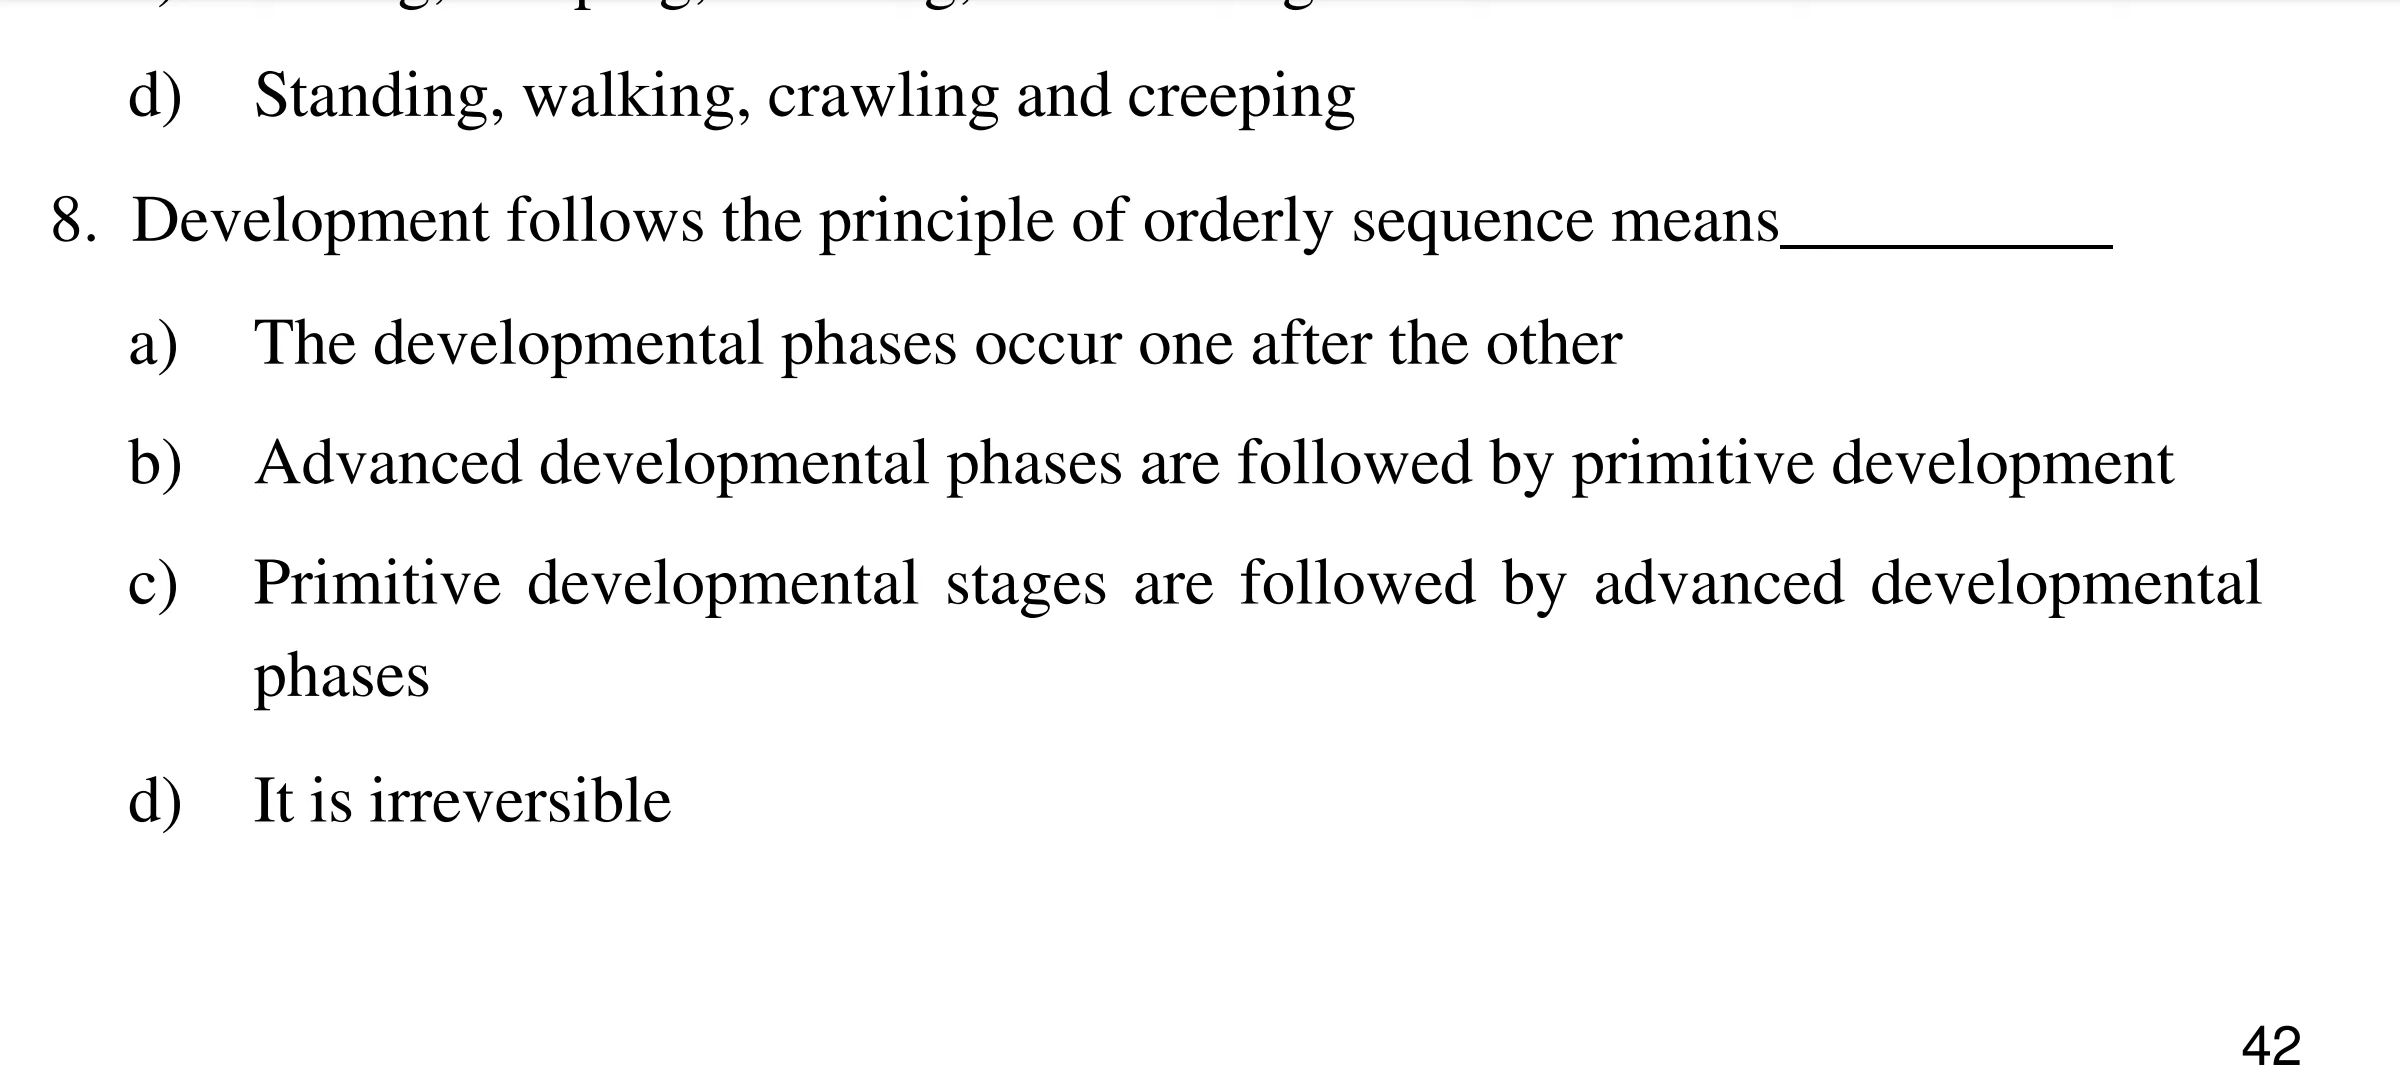 d) Standing, walking, crawling and creeping
8. Development follows the principle of orderly sequence means__________
a) The developmental phases occur one after the other
b) Advanced developmental phases are followed by primitive development
c) Primitive developmental stages are followed by advanced developmental
phases
d) It is irreversible
42